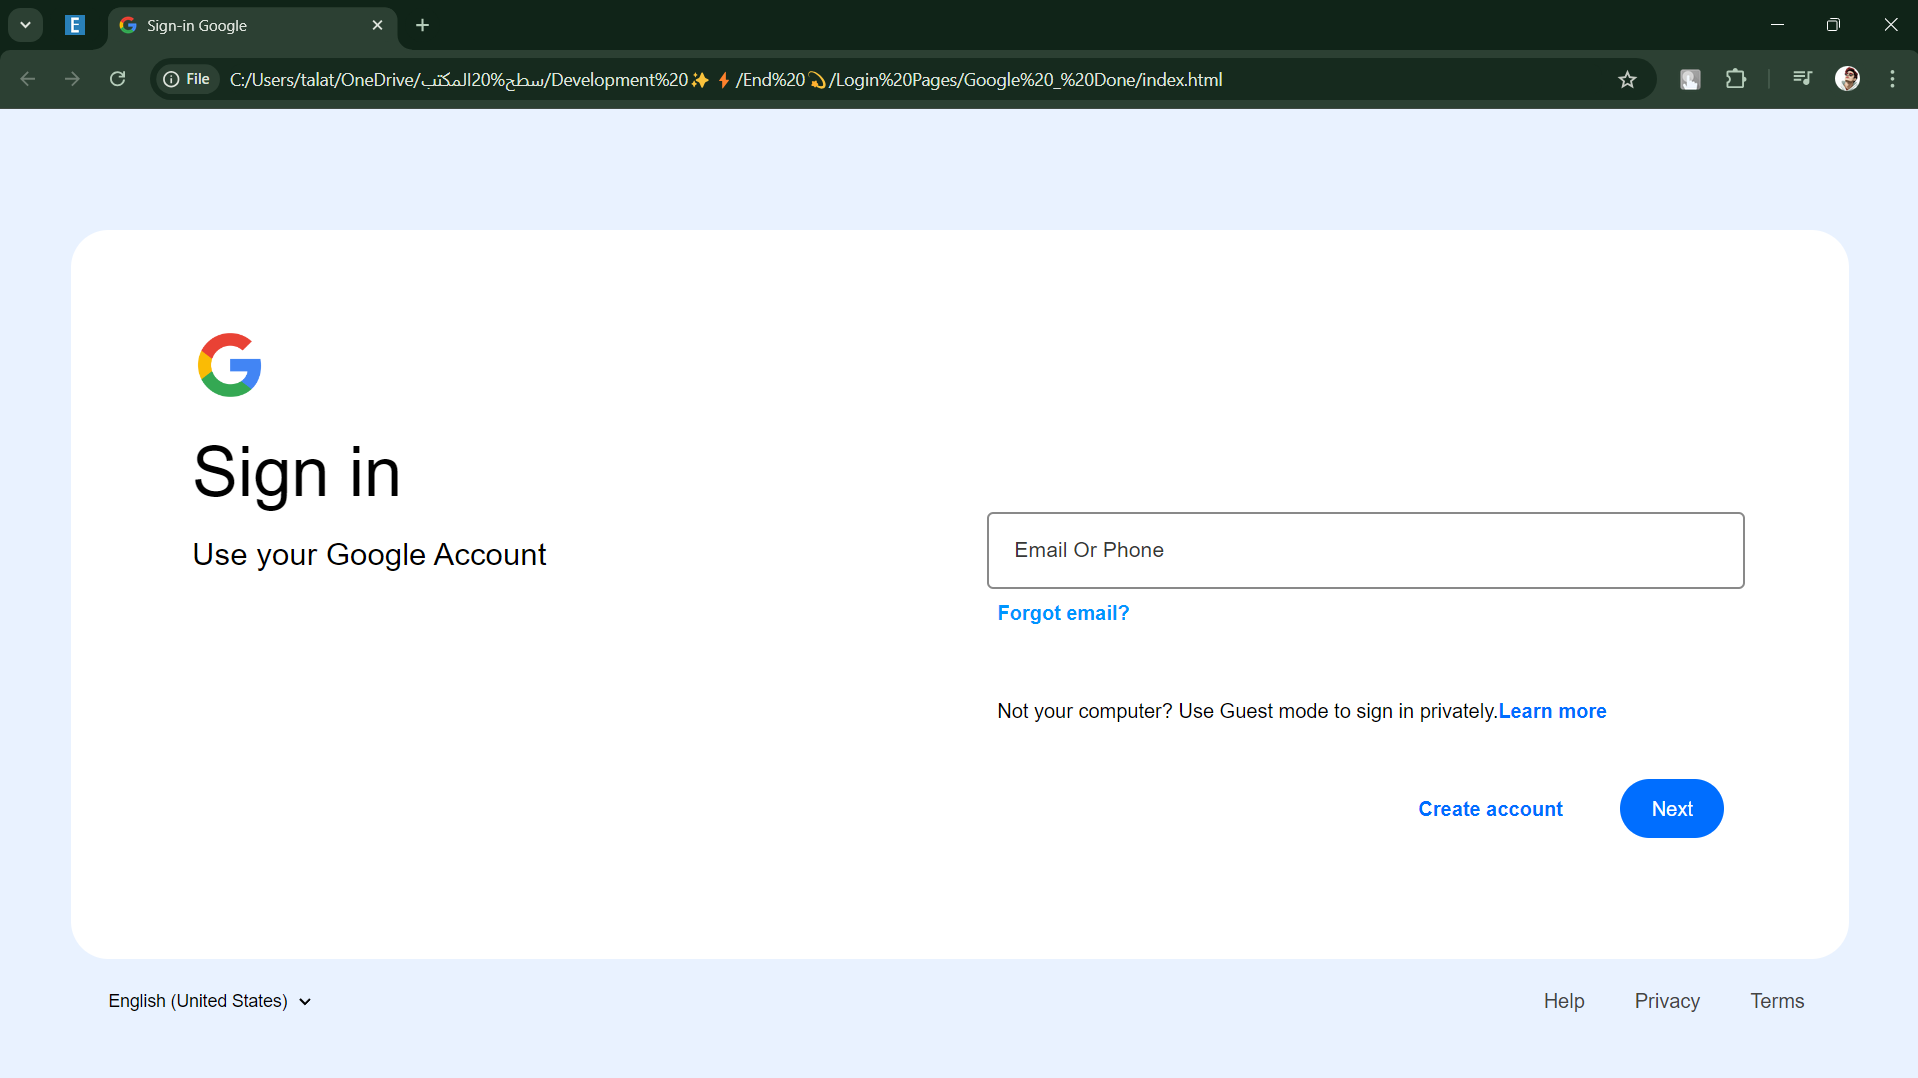 E
Sign-in Google
File
C:/Users/talat/OneDrive/سطح%20المكتب/Development%20✨⚡/End%20💫/Login%20Pages/Google%20_%20Done/index.html
Sign in
Use your Google Account
Email Or Phone
Forgot email?
Not your computer? Use Guest mode to sign in privately.Learn more
Create account
Next
English (United States)
Help
Privacy
Terms